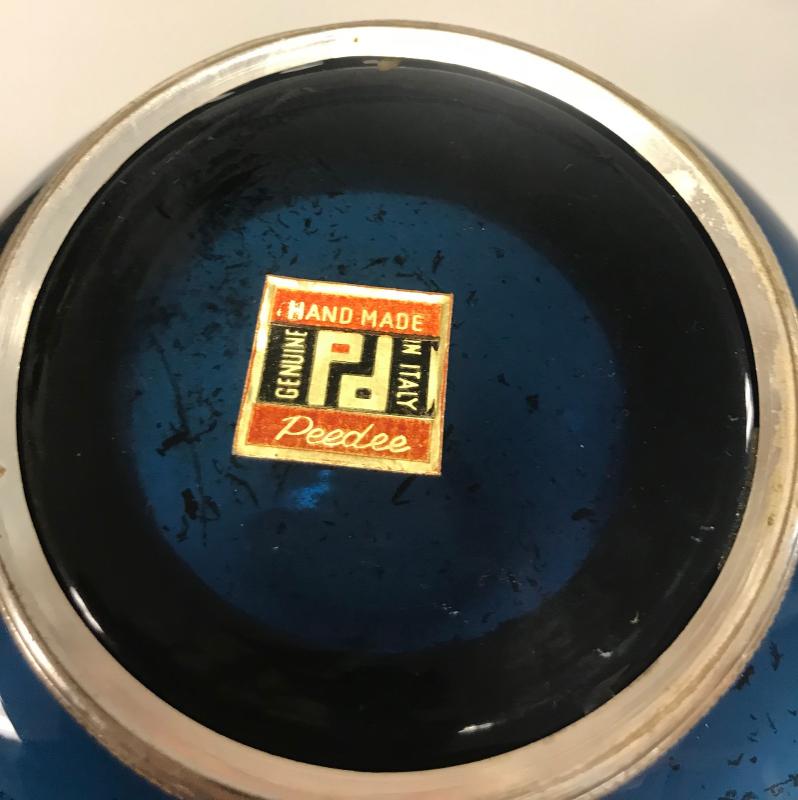 HAND MADE
GENUINE
Pd
IN ITALY
Peedee